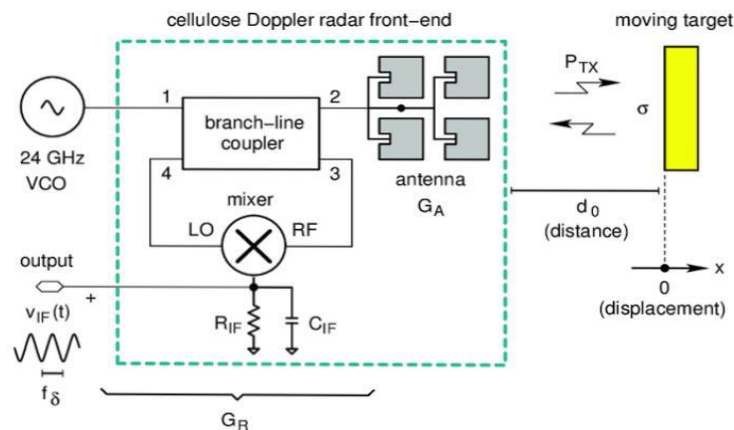 cellulose Doppler radar front-end
moving target
1
2
branch-line
coupler
4
3
24 GHz
VCO
mixer
LO
RF
antenna
G_A
P_TX
σ
d_0
(distance)
x
0
(displacement)
output
+
v_IF(t)
R_IF
C_IF
f_δ
G_R